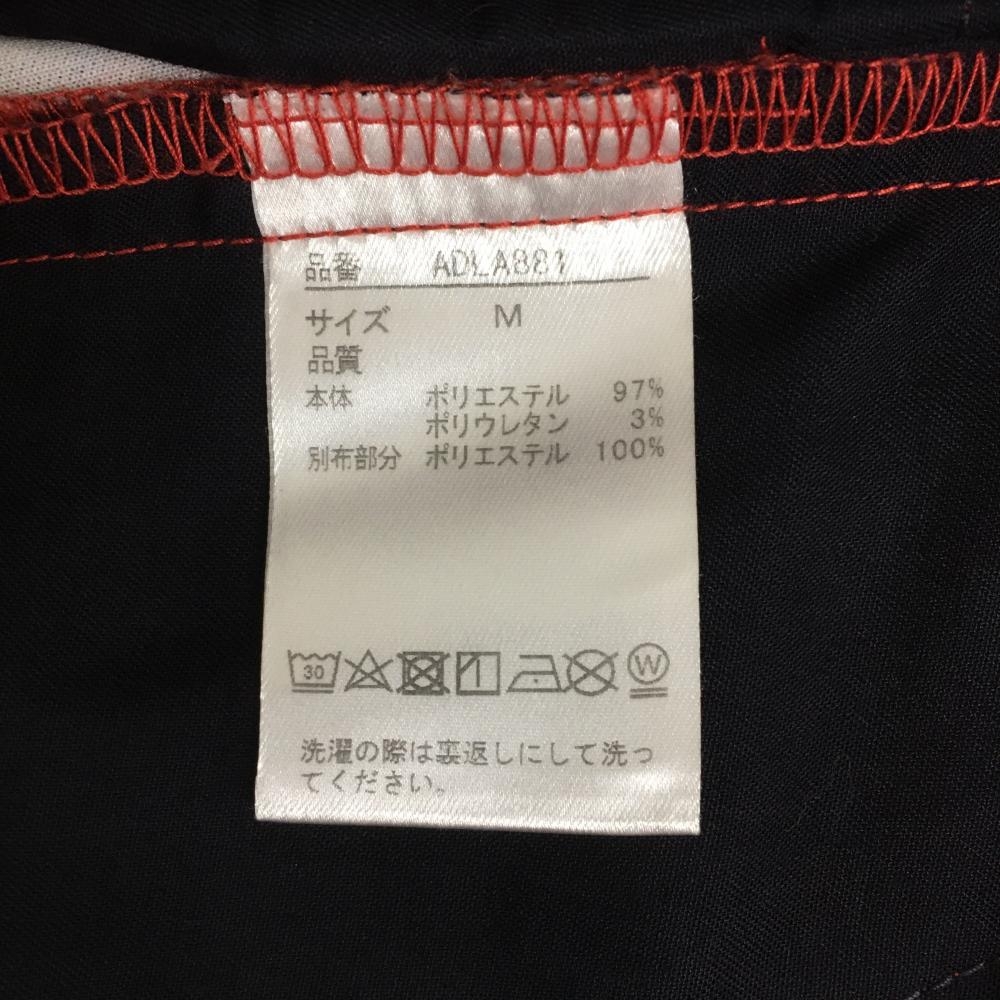 品番 ADLA881
サイズ M
品質
本体 ポリエステル 97%
ポリウレタン 3%
別布部分 ポリエステル 100%
30 W
洗濯の際は裏返しにして洗っ
てください。